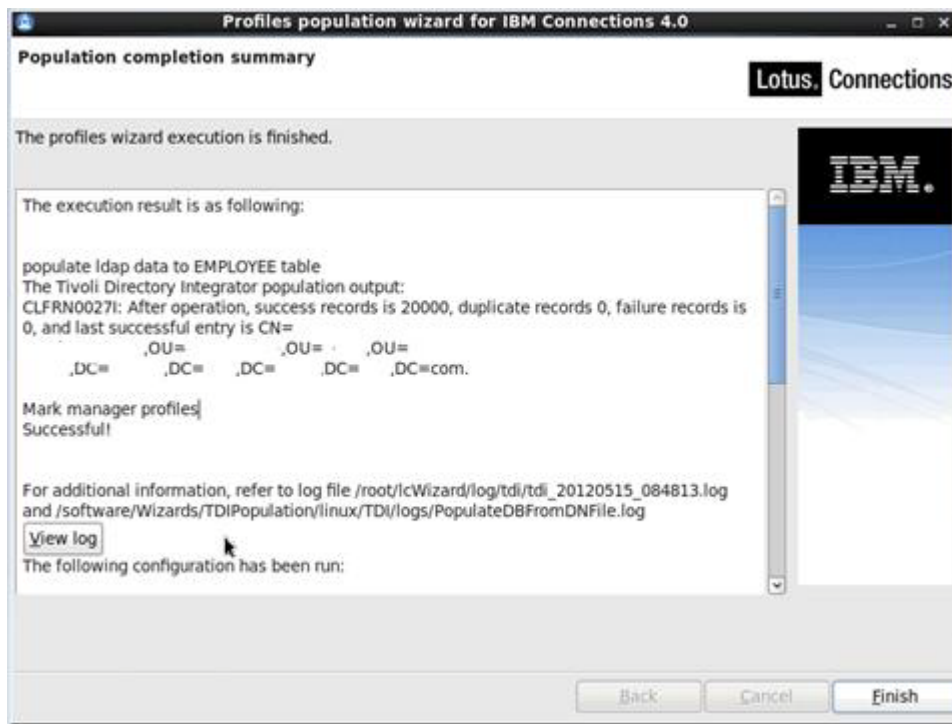 Profiles population wizard for IBM Connections 4.0
Population completion summary
Lotus. Connections
The profiles wizard execution is finished.
IBM.
The execution result is as following:
populate ldap data to EMPLOYEE table
The Tivoli Directory Integrator population output:
CLFRN0027I: After operation, success records is 20000, duplicate records 0, failure records is
0, and last successful entry is CN=
,OU= ,OU= ,OU=
,DC= ,DC= ,DC= ,DC= ,DC=com.
Mark manager profiles
Successful!
For additional information, refer to log file /root/lcWizard/log/tdi/tdi_20120515_084813.log
and /software/Wizards/TDIPopulation/linux/TDI/logs/PopulateDBFromDNFile.log
View log
The following configuration has been run:
Back Cancel Finish